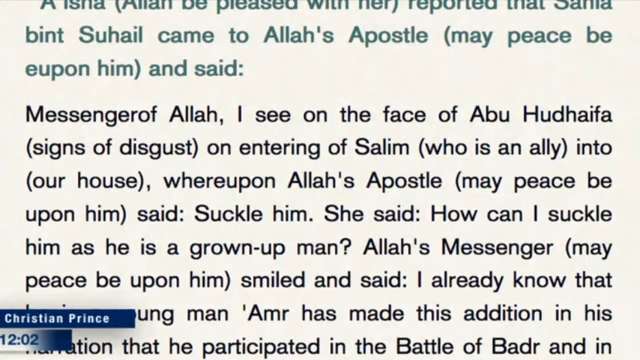 A'isha (Allah be pleased with her) reported that Sahla
bint Suhail came to Allah's Apostle (may peace be
eupon him) and said:
Messengerof Allah, I see on the face of Abu Hudhaifa
(signs of disgust) on entering of Salim (who is an ally) into
(our house), whereupon Allah's Apostle (may peace be
upon him) said: Suckle him. She said: How can I suckle
him as he is a grown-up man? Allah's Messenger (may
peace be upon him) smiled and said: I already know that
man 'Amr has made this addition in his
that he participated in the Battle of Badr and in
Christian Prince
12:02